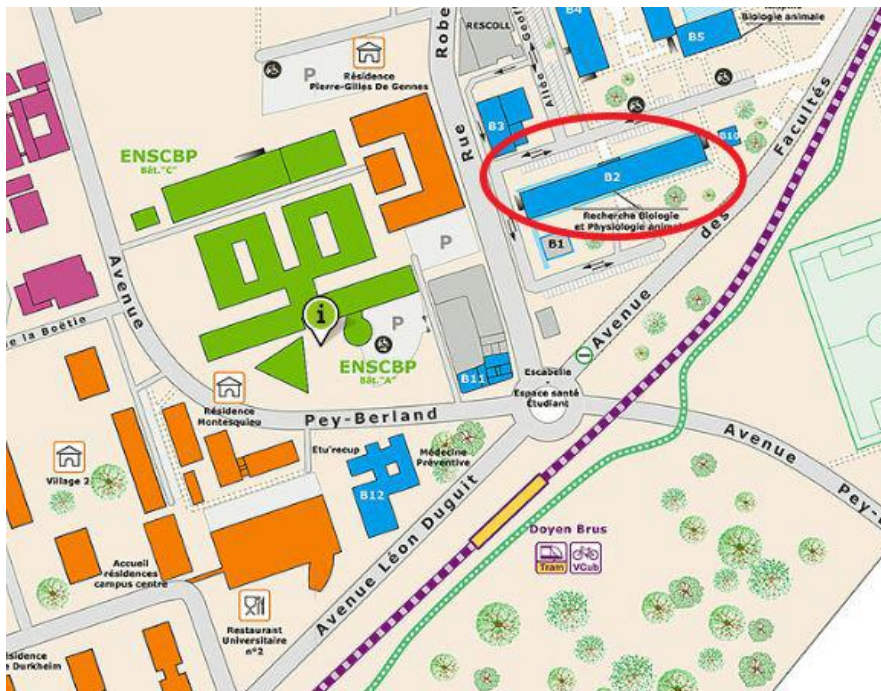 Robe
RESCOLL
B4
Biologie animale
B5
P
Résidence
Pierre-Gilles De Gennes
Allée
B3
Rue
B10
ENSCBP
Bât."C"
B2
Facultés
Recherche Biologie
et Physiologie animal
B1
des
P
Avenue
Avenue
i
P
e la Boëtie
ENSCBP
Bât."A"
B11
Escabelle
-
Espace santé
Étudiant
Résidence
Montesquieu
Pey-Berland
Avenue
Pey-
Etu'recup
Médecine
Préventive
Village 2
B12
Avenue Léon Duguit
Doyen Brus
Tram
VCub
Accueil
résidences
campus centre
Restaurant
Universitaire
n°2
sidence
e Durkheim